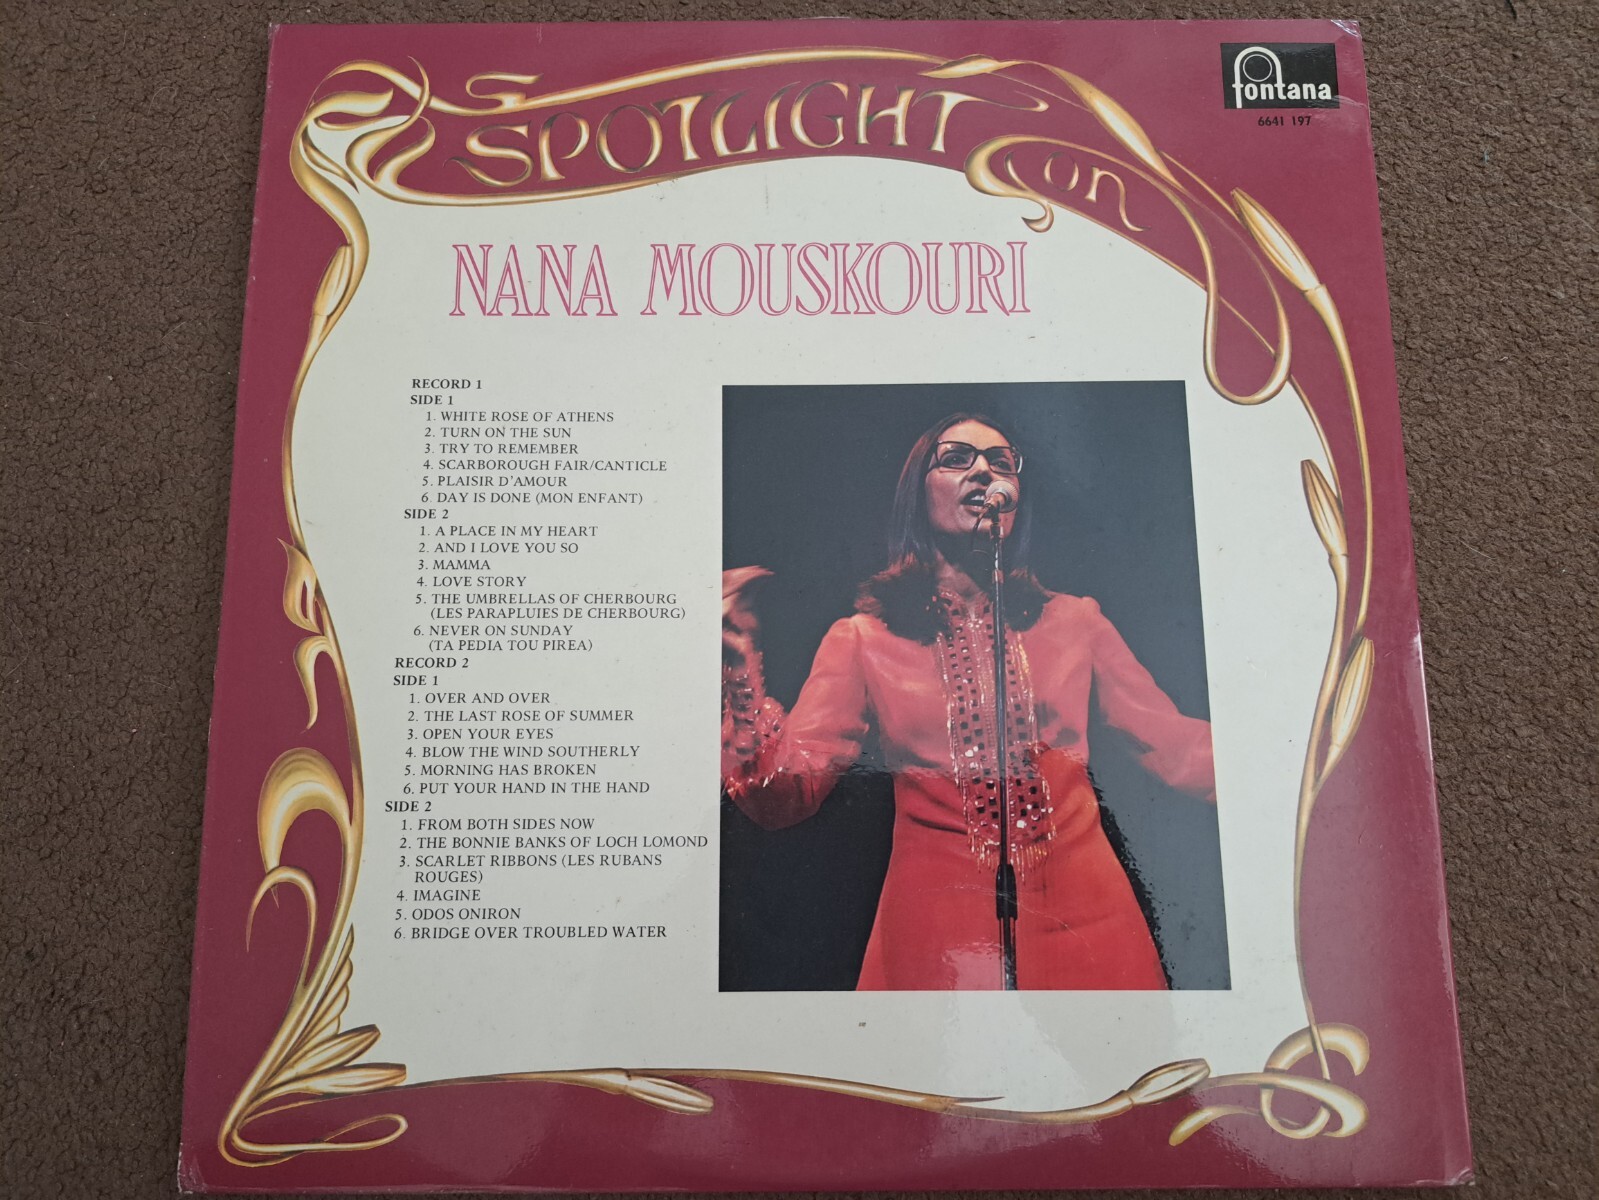 SPOTLIGHT on
fontana
6641 197
NANA MOUSKOURI
RECORD 1
SIDE 1
1. WHITE ROSE OF ATHENS
2. TURN ON THE SUN
3. TRY TO REMEMBER
4. SCARBOROUGH FAIR/CANTICLE
5. PLAISIR D'AMOUR
6. DAY IS DONE (MON ENFANT)
SIDE 2
1. A PLACE IN MY HEART
2. AND I LOVE YOU SO
3. MAMMA
4. LOVE STORY
5. THE UMBRELLAS OF CHERBOURG
(LES PARAPLUIES DE CHERBOURG)
6. NEVER ON SUNDAY
(TA PEDIA TOU PIREA)
RECORD 2
SIDE 1
1. OVER AND OVER
2. THE LAST ROSE OF SUMMER
3. OPEN YOUR EYES
4. BLOW THE WIND SOUTHERLY
5. MORNING HAS BROKEN
6. PUT YOUR HAND IN THE HAND
SIDE 2
1. FROM BOTH SIDES NOW
2. THE BONNIE BANKS OF LOCH LOMOND
3. SCARLET RIBBONS (LES RUBANS
ROUGES)
4. IMAGINE
5. ODOS ONIRON
6. BRIDGE OVER TROUBLED WATER